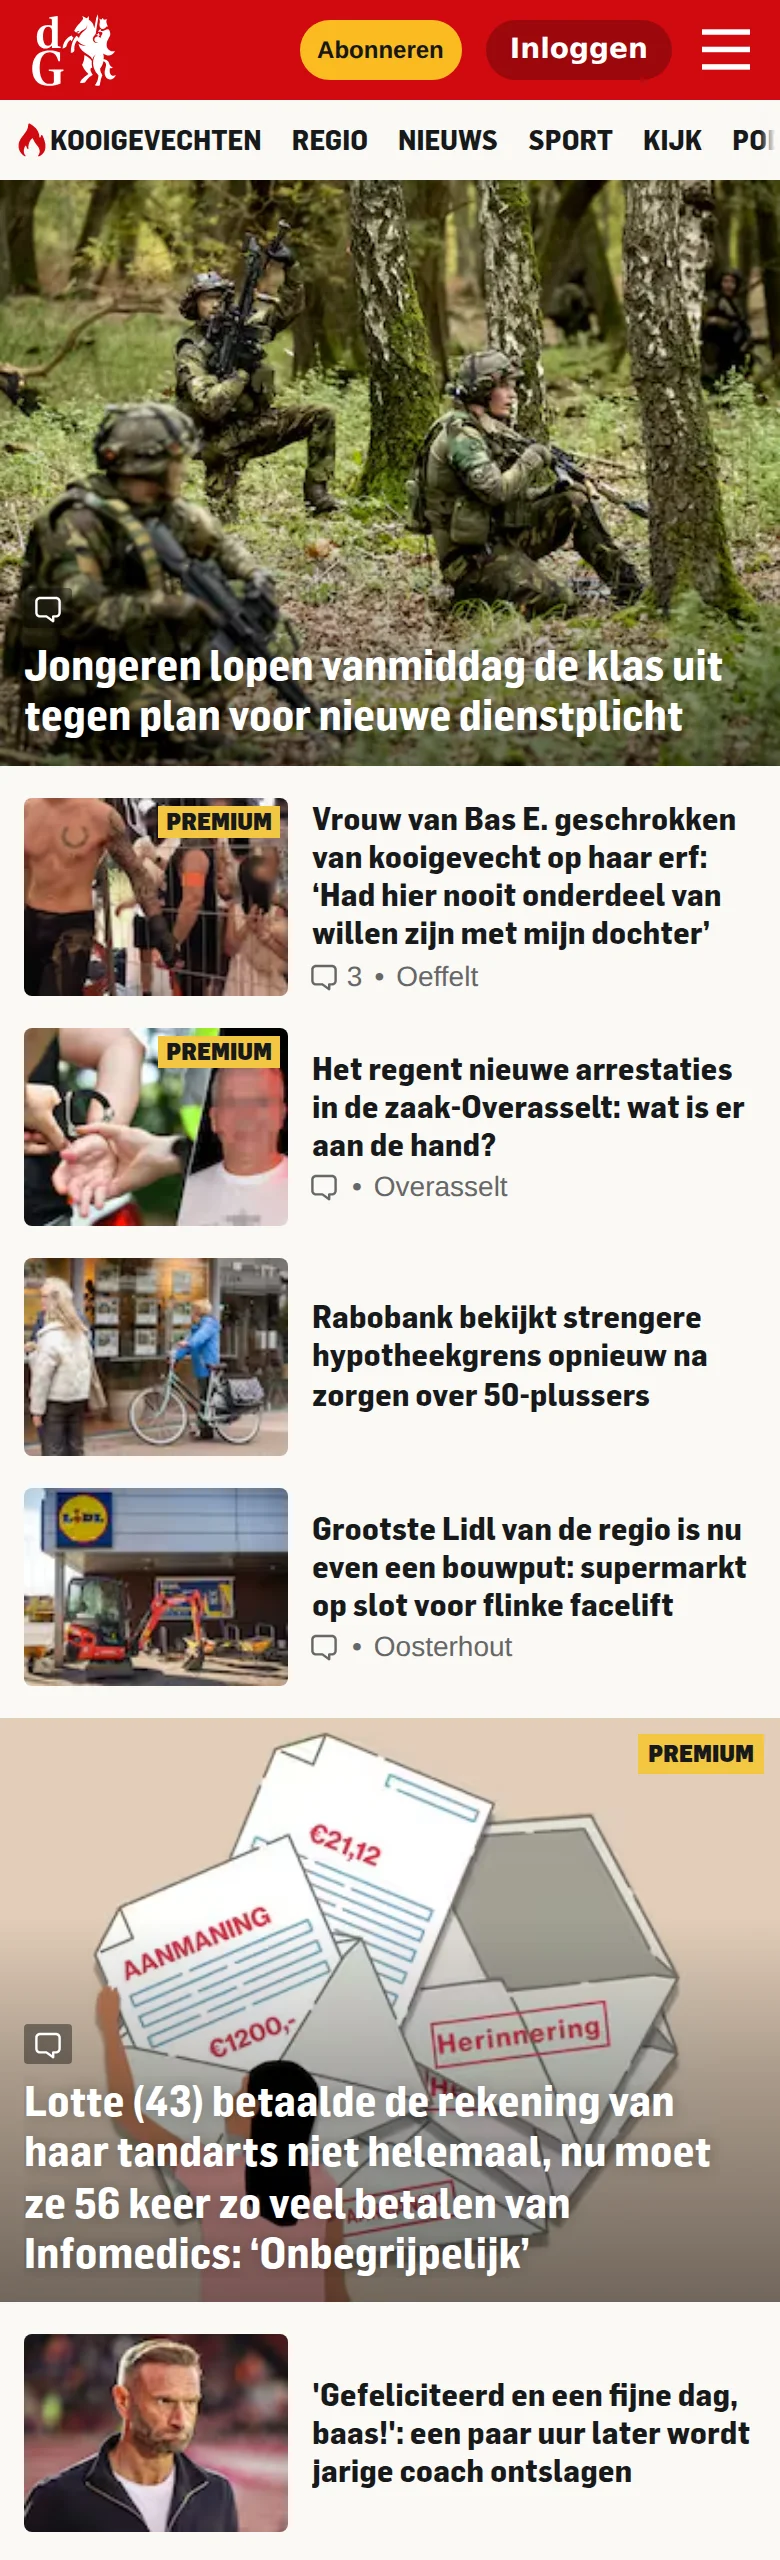 dG
Abonneren
Inloggen
KOOIGEVECHTEN REGIO NIEUWS SPORT KIJK
Jongeren lopen vanmiddag de klas uit
tegen plan voor nieuwe dienstplicht
PREMIUM
Vrouw van Bas E. geschrokken
van kooigevecht op haar erf:
‘Had hier nooit onderdeel van
willen zijn met mijn dochter’
3 • Oeffelt
PREMIUM
Het regent nieuwe arrestaties
in de zaak-Overasselt: wat is er
aan de hand?
• Overasselt
Rabobank bekijkt strengere
hypotheekgrens opnieuw na
zorgen over 50-plussers
LIDL
Grootste Lidl van de regio is nu
even een bouwput: supermarkt
op slot voor flinke facelift
• Oosterhout
PREMIUM
€21,12
AANMANING
€1200,-
Herinnering
Lotte (43) betaalde de rekening van
haar tandarts niet helemaal, nu moet
ze 56 keer zo veel betalen van
Infomedics: ‘Onbegrijpelijk’
'Gefeliciteerd en een fijne dag,
baas!': een paar uur later wordt
jarige coach ontslagen